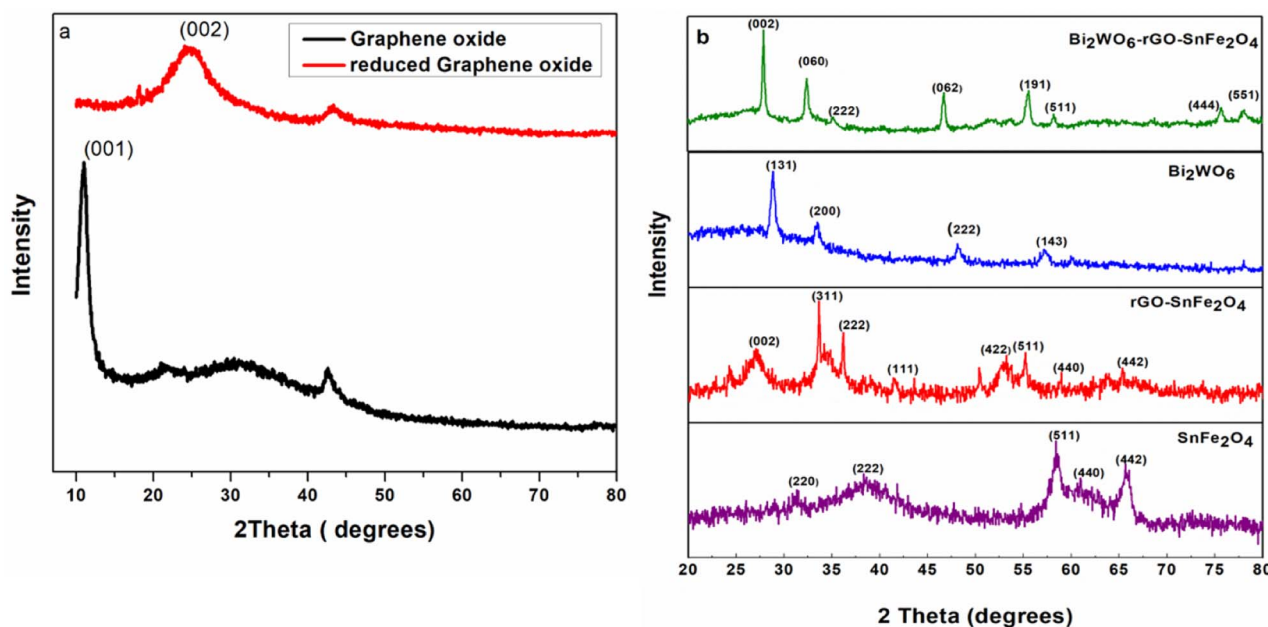 a
(002)
Graphene oxide
reduced Graphene oxide
(001)
Intensity
10 20 30 40 50 60 70 80
2Theta ( degrees)
b
(002)
Bi2WO6-rGO-SnFe2O4
(060)
(222)
(062)
(191)
(511)
(444)
(551)
(131)
Bi2WO6
(200)
(222)
(143)
Intensity
(311)
rGO-SnFe2O4
(002)
(222)
(111)
(422)
(511)
(440)
(442)
SnFe2O4
(220)
(222)
(511)
(440)
(442)
20 25 30 35 40 45 50 55 60 65 70 75 80
2 Theta (degrees)